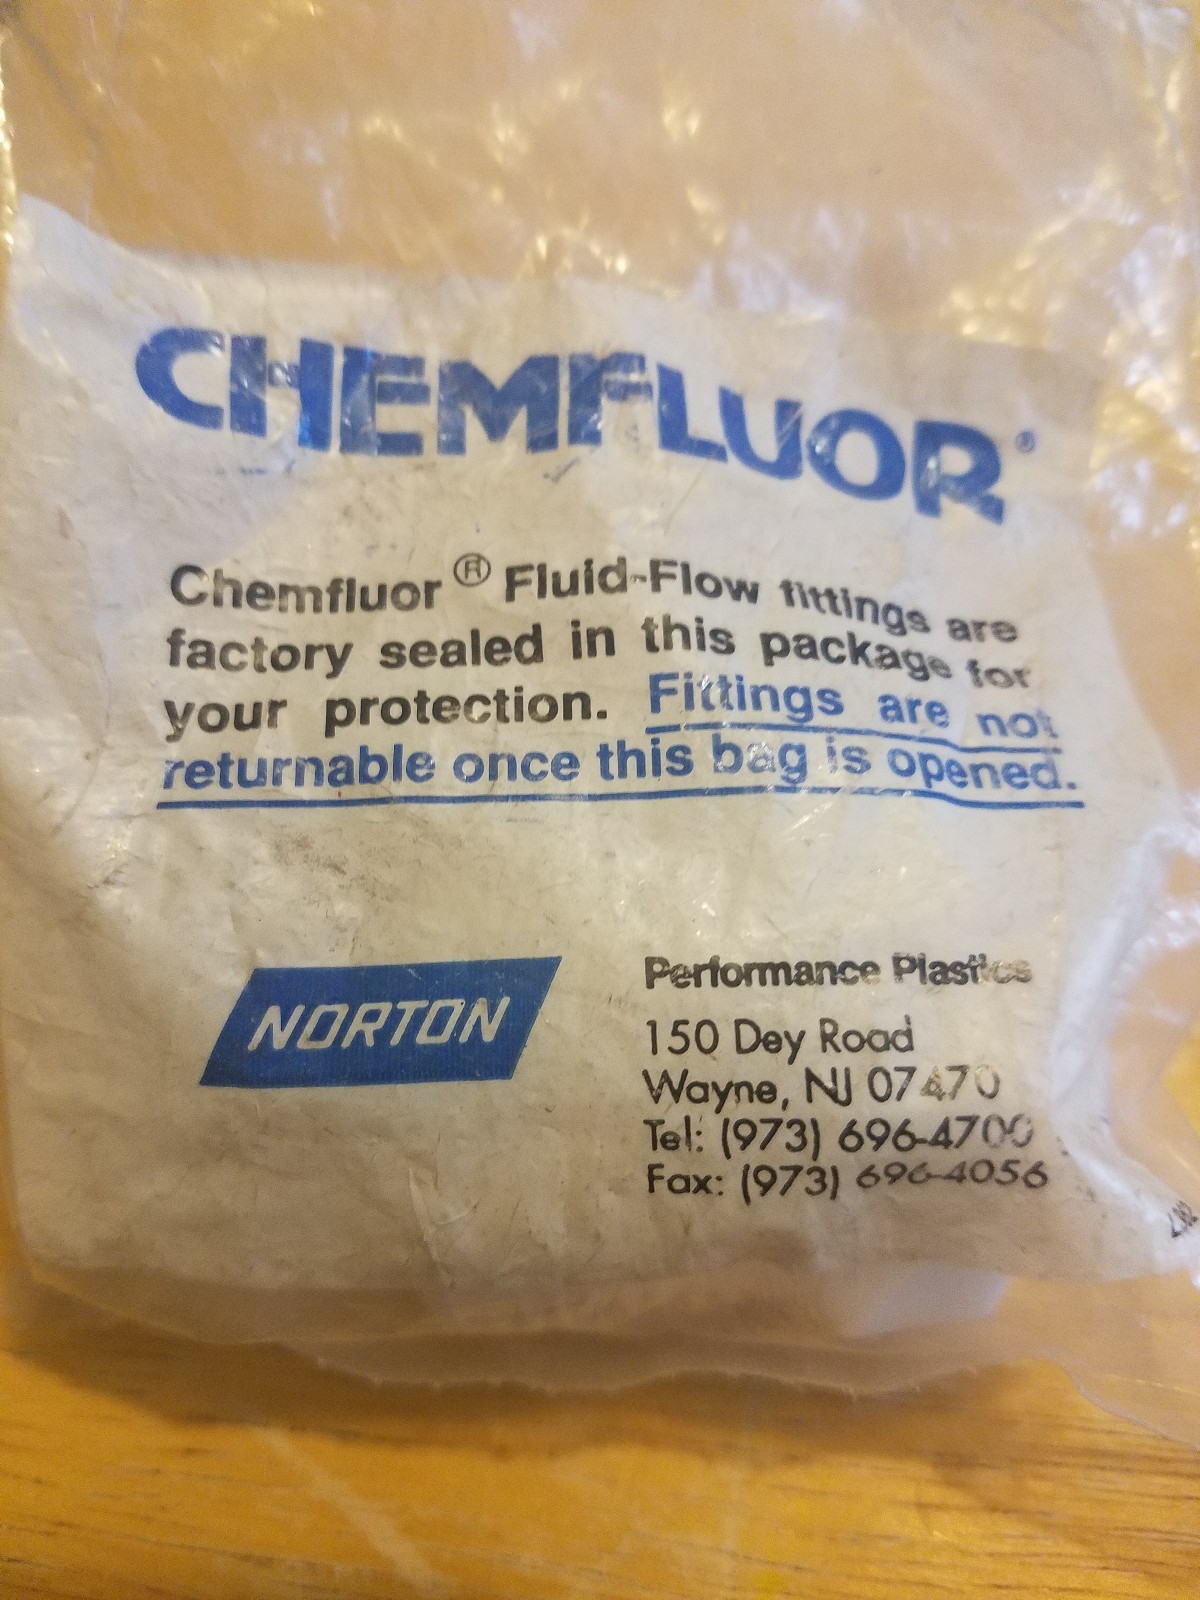 CHEMFLUOR®
Chemfluor® Fluid-Flow fittings are
factory sealed in this package for
your protection. Fittings are not
returnable once this bag is opened.
NORTON
Performance Plastics
150 Dey Road
Wayne, NJ 07470
Tel: (973) 696-4700
Fax: (973) 696-4056